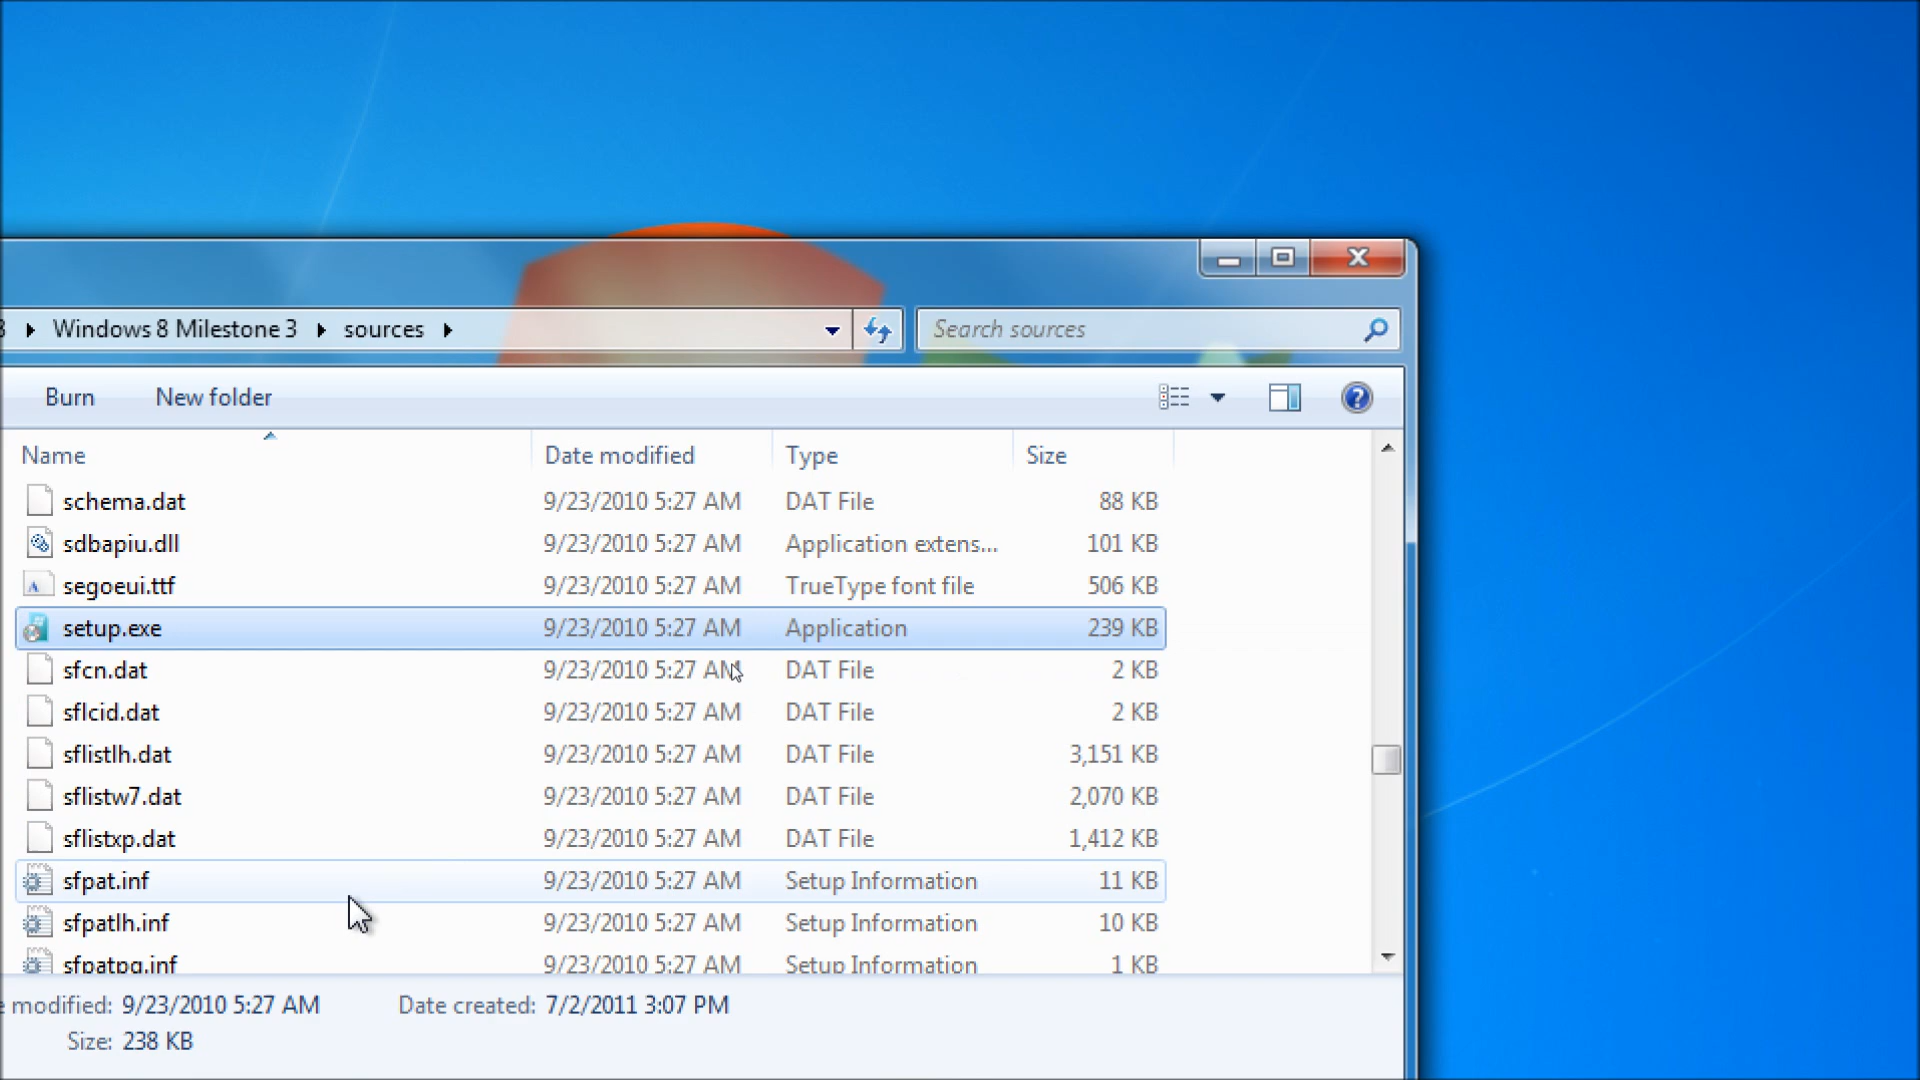 Windows 8 Milestone 3 sources
Search sources
Burn New folder
Name Date modified Type Size
schema.dat 9/23/2010 5:27 AM DAT File 88 KB
sdbapiu.dll 9/23/2010 5:27 AM Application extens... 101 KB
segoeui.ttf 9/23/2010 5:27 AM TrueType font file 506 KB
setup.exe 9/23/2010 5:27 AM Application 239 KB
sfcn.dat 9/23/2010 5:27 AM DAT File 2 KB
sflcid.dat 9/23/2010 5:27 AM DAT File 2 KB
sflistlh.dat 9/23/2010 5:27 AM DAT File 3,151 KB
sflistw7.dat 9/23/2010 5:27 AM DAT File 2,070 KB
sflistxp.dat 9/23/2010 5:27 AM DAT File 1,412 KB
sfpat.inf 9/23/2010 5:27 AM Setup Information 11 KB
sfpatlh.inf 9/23/2010 5:27 AM Setup Information 10 KB
sfpatpg.inf 9/23/2010 5:27 AM Setup Information 1 KB
modified: 9/23/2010 5:27 AM Date created: 7/2/2011 3:07 PM
Size: 238 KB